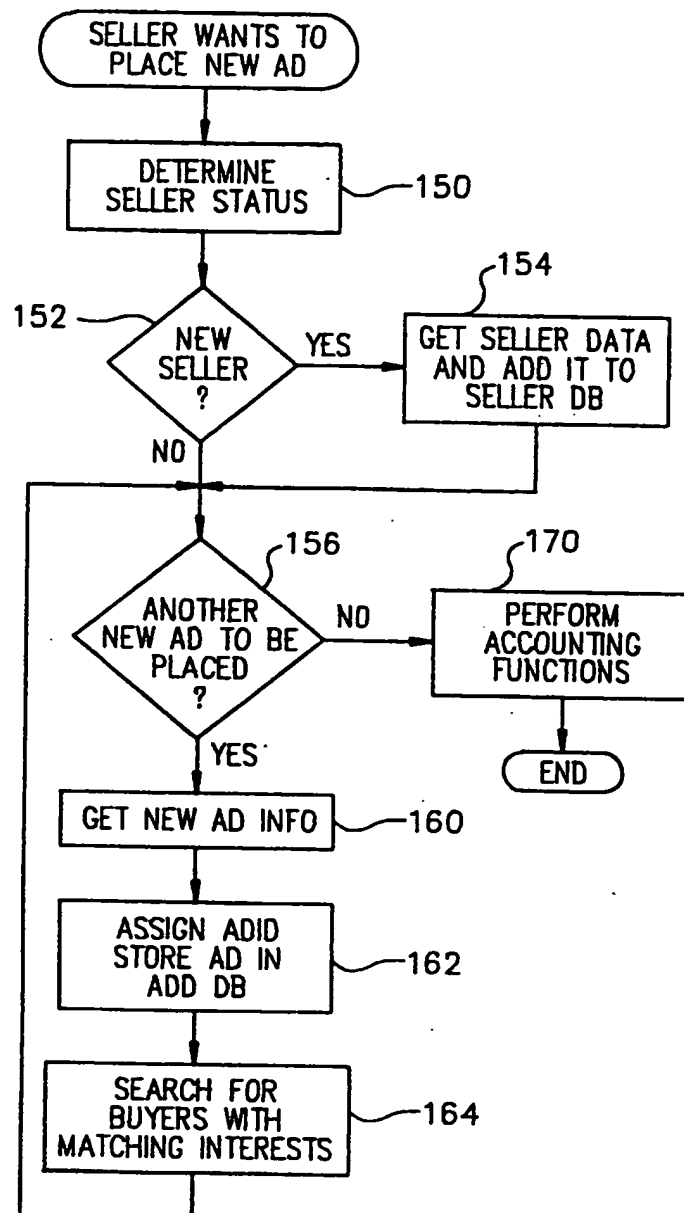 SELLER WANTS TO
PLACE NEW AD
DETERMINE
SELLER STATUS
150
152
NEW
SELLER
?
YES
NO
154
GET SELLER DATA
AND ADD IT TO
SELLER DB
156
ANOTHER
NEW AD TO BE
PLACED
?
NO
YES
170
PERFORM
ACCOUNTING
FUNCTIONS
END
GET NEW AD INFO
160
ASSIGN ADID
STORE AD IN
ADD DB
162
SEARCH FOR
BUYERS WITH
MATCHING INTERESTS
164